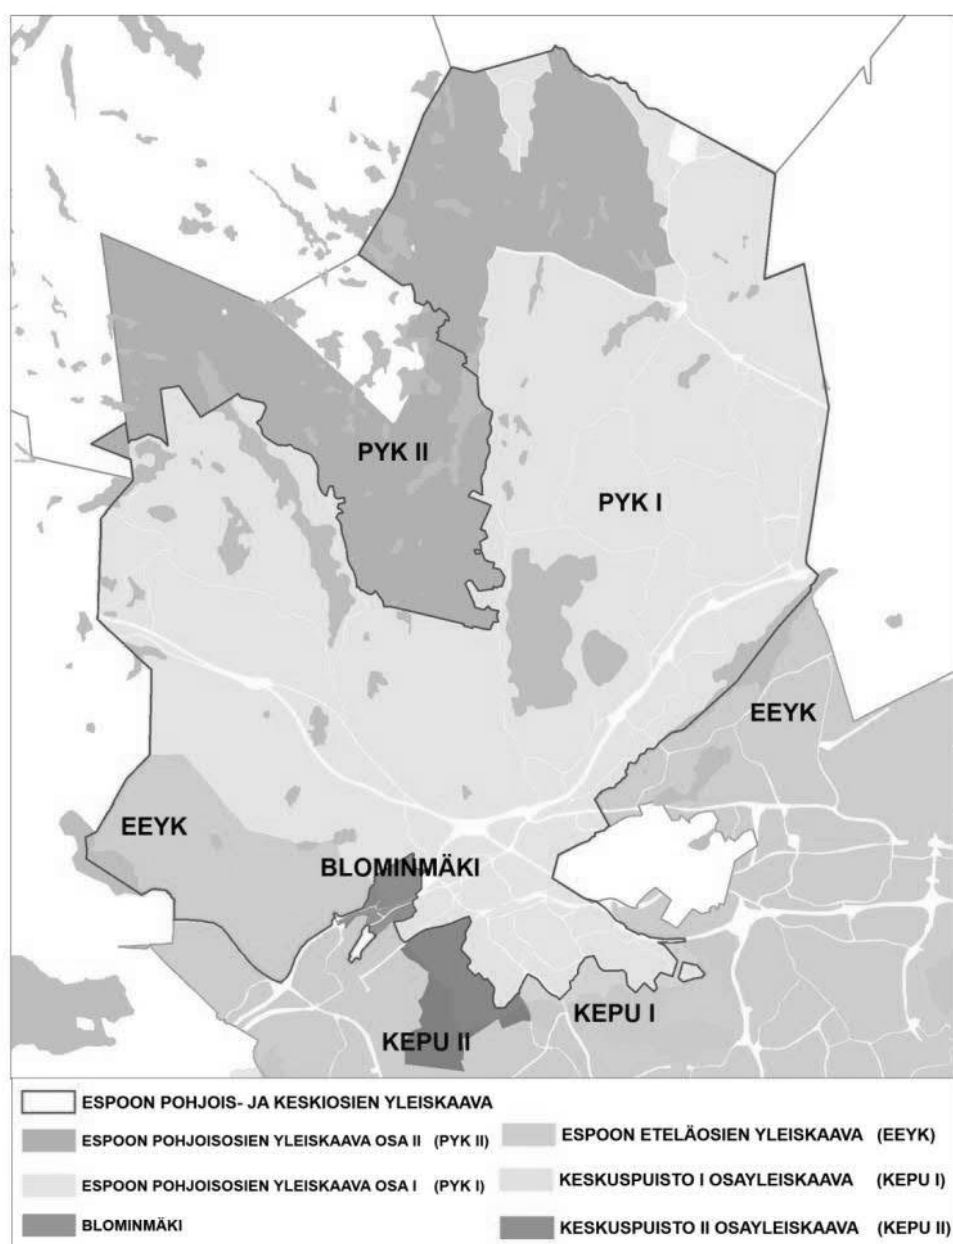 PYK II
PYK I
EEYK
EEYK
BLOMINMÄKI
KEPU I
KEPU II
ESPOON POHJOIS- JA KESKIOSIEN YLEISKAAVA
ESPOON POHJOISOSIEN YLEISKAAVA OSA II (PYK II)
ESPOON POHJOISOSIEN YLEISKAAVA OSA I (PYK I)
BLOMINMÄKI
ESPOON ETELÄOSIEN YLEISKAAVA (EEYK)
KESKUSPUISTO I OSAYLEISKAAVA (KEPU I)
KESKUSPUISTO II OSAYLEISKAAVA (KEPU II)